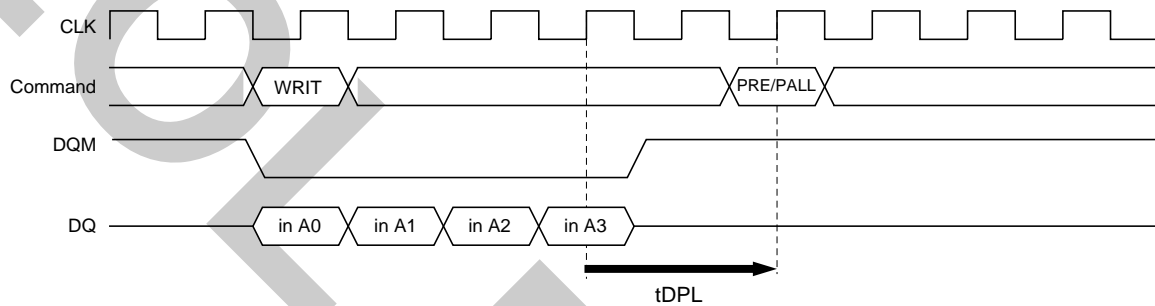 CLK
Command WRIT PRE/PALL
DQM
DQ in A0 in A1 in A2 in A3
tDPL